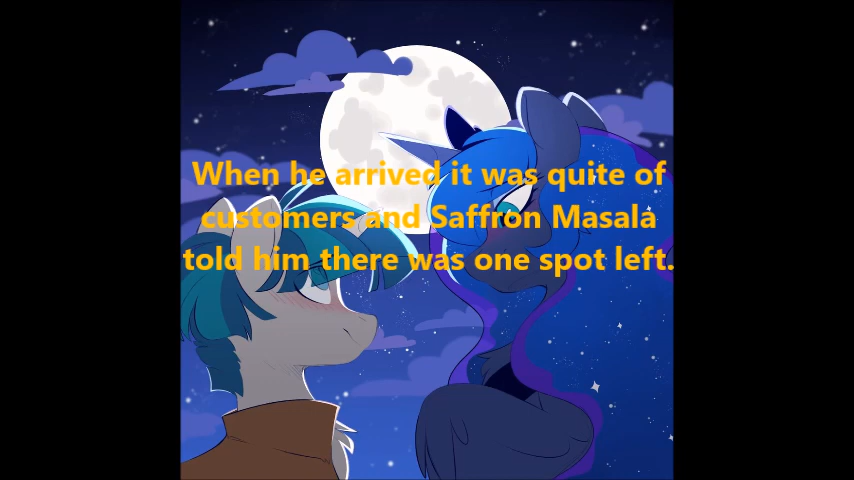 When he arrived it was quite of
customers and Saffron Masala
told him there was one spot left.